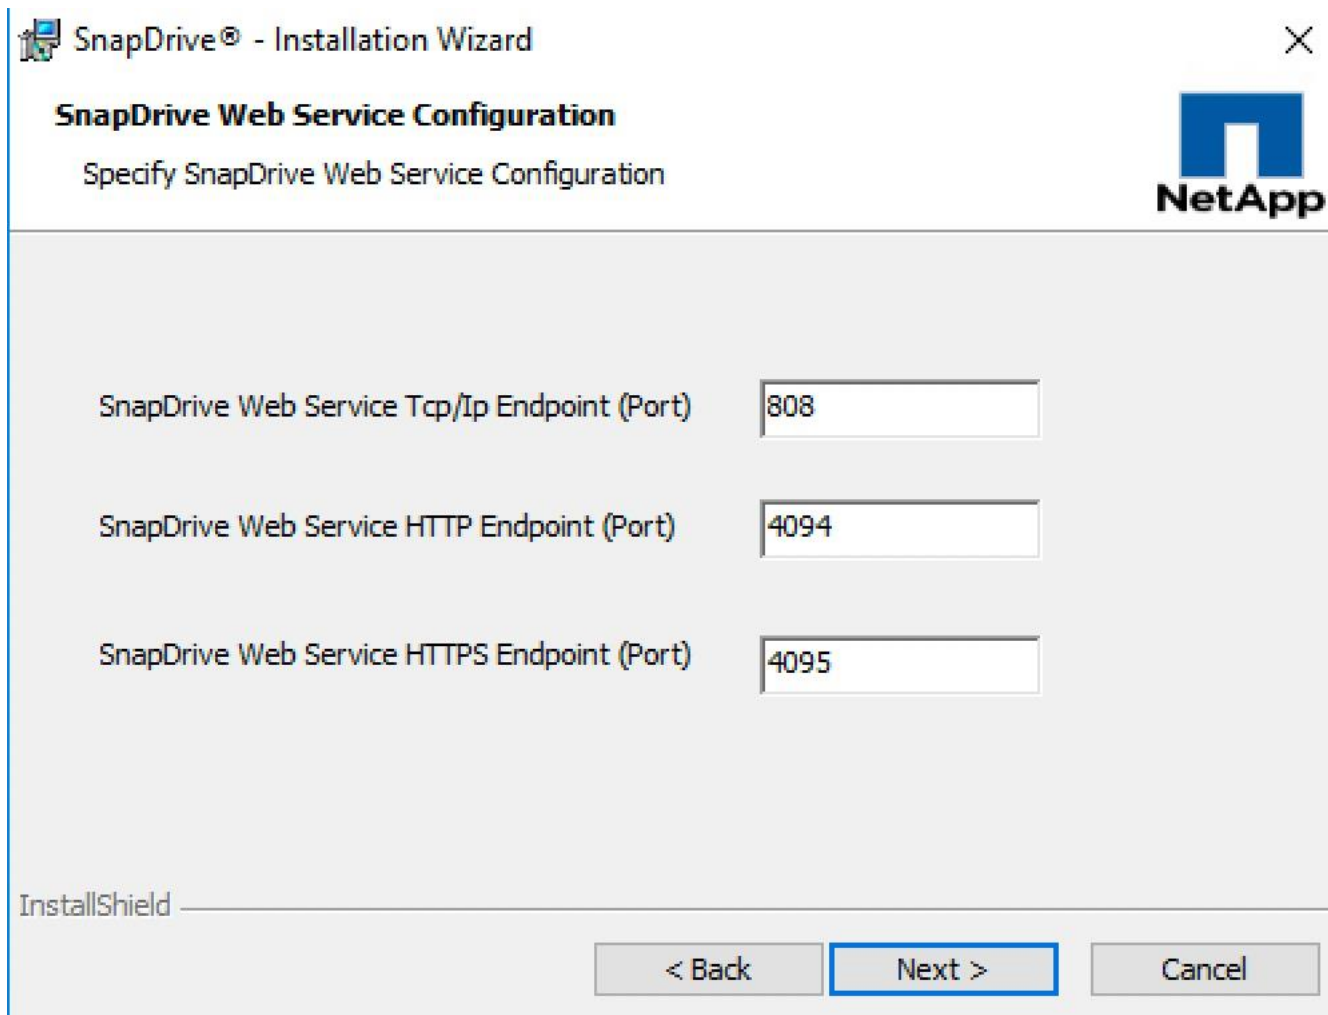 SnapDrive® - Installation Wizard
SnapDrive Web Service Configuration
Specify SnapDrive Web Service Configuration
NetApp
SnapDrive Web Service Tcp/Ip Endpoint (Port) 808
SnapDrive Web Service HTTP Endpoint (Port) 4094
SnapDrive Web Service HTTPS Endpoint (Port) 4095
InstallShield
< Back Next > Cancel